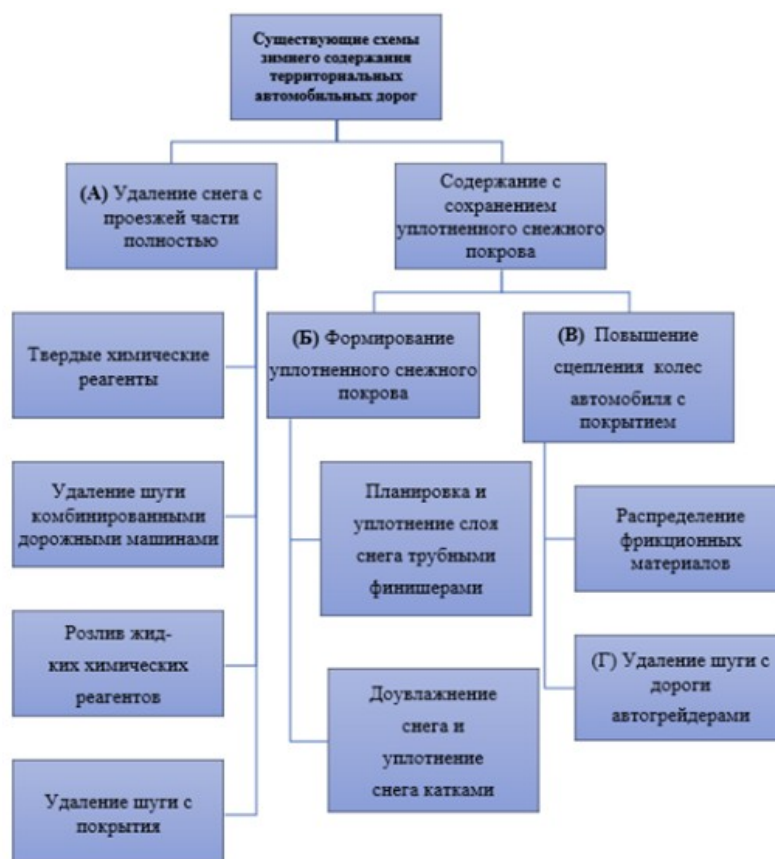 Существующие схемы
зимнего содержания
территориальных
автомобильных дорог
(А) Удаление снега с
проезжей части
полностью
Содержание с
сохранением
уплотненного снежного
покрова
Твердые химические
реагенты
Удаление шуги
комбинированными
дорожными машинами
Розлив жид-
ких химических
реагентов
Удаление шуги с
покрытия
(Б) Формирование
уплотненного снежного
покрова
Планировка и
уплотнение слоя
снега трубными
финишерами
Доувлажнение
снега и
уплотнение
снега катками
(В) Повышение
сцепления колес
автомобиля с
покрытием
Распределение
фрикционных
материалов
(Г) Удаление шуги с
дороги
автогрейдерами